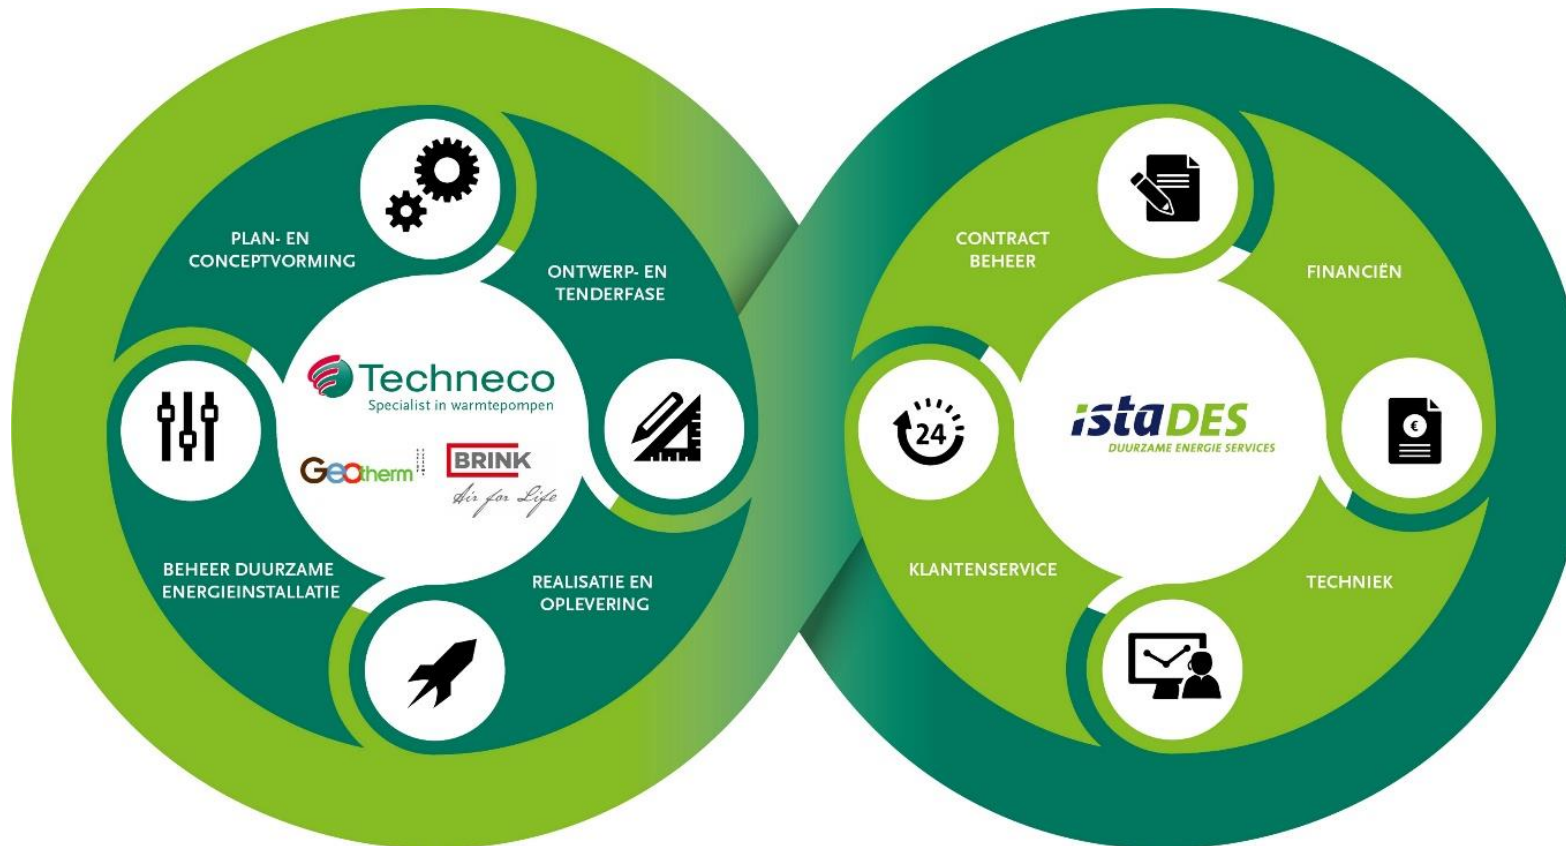 PLAN- EN
CONCEPTVORMING
ONTWERP- EN
TENDERFASE
Techneco
Specialist in warmtepompen
Geotherm
BRINK
Air for Life
BEHEER DUURZAME
ENERGIEINSTALLATIE
REALISATIE EN
OPLEVERING
CONTRACT
BEHEER
FINANCIËN
24
istaDES
DUURZAME ENERGIE SERVICES
€
KLANTENSERVICE
TECHNIEK